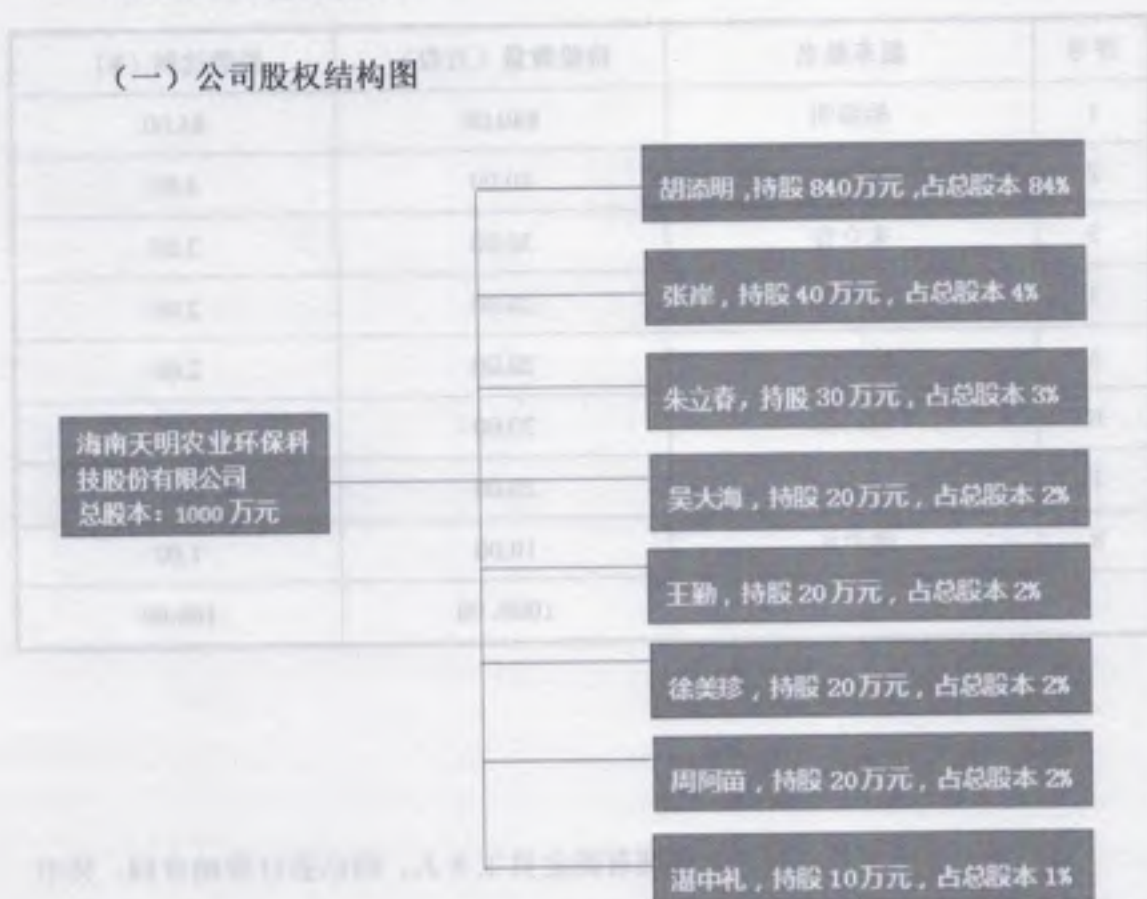 （一）公司股权结构图
胡添明,持股 840万元,占总股本 84%
张岸，持股 40 万元，占总股本 4%
朱立春，持股 30 万元，占总股本 3%
海南天明农业环保科
技股份有限公司
总股本：1000 万元
吴大海，持股 20万元，占总股本 2%
王勤，持股 20万元，占总股本 2%
徐美珍，持股 20万元，占总股本 2%
周阿苗，持股 20万元，占总股本 2%
湛中礼，持股 10万元，占总股本 1%